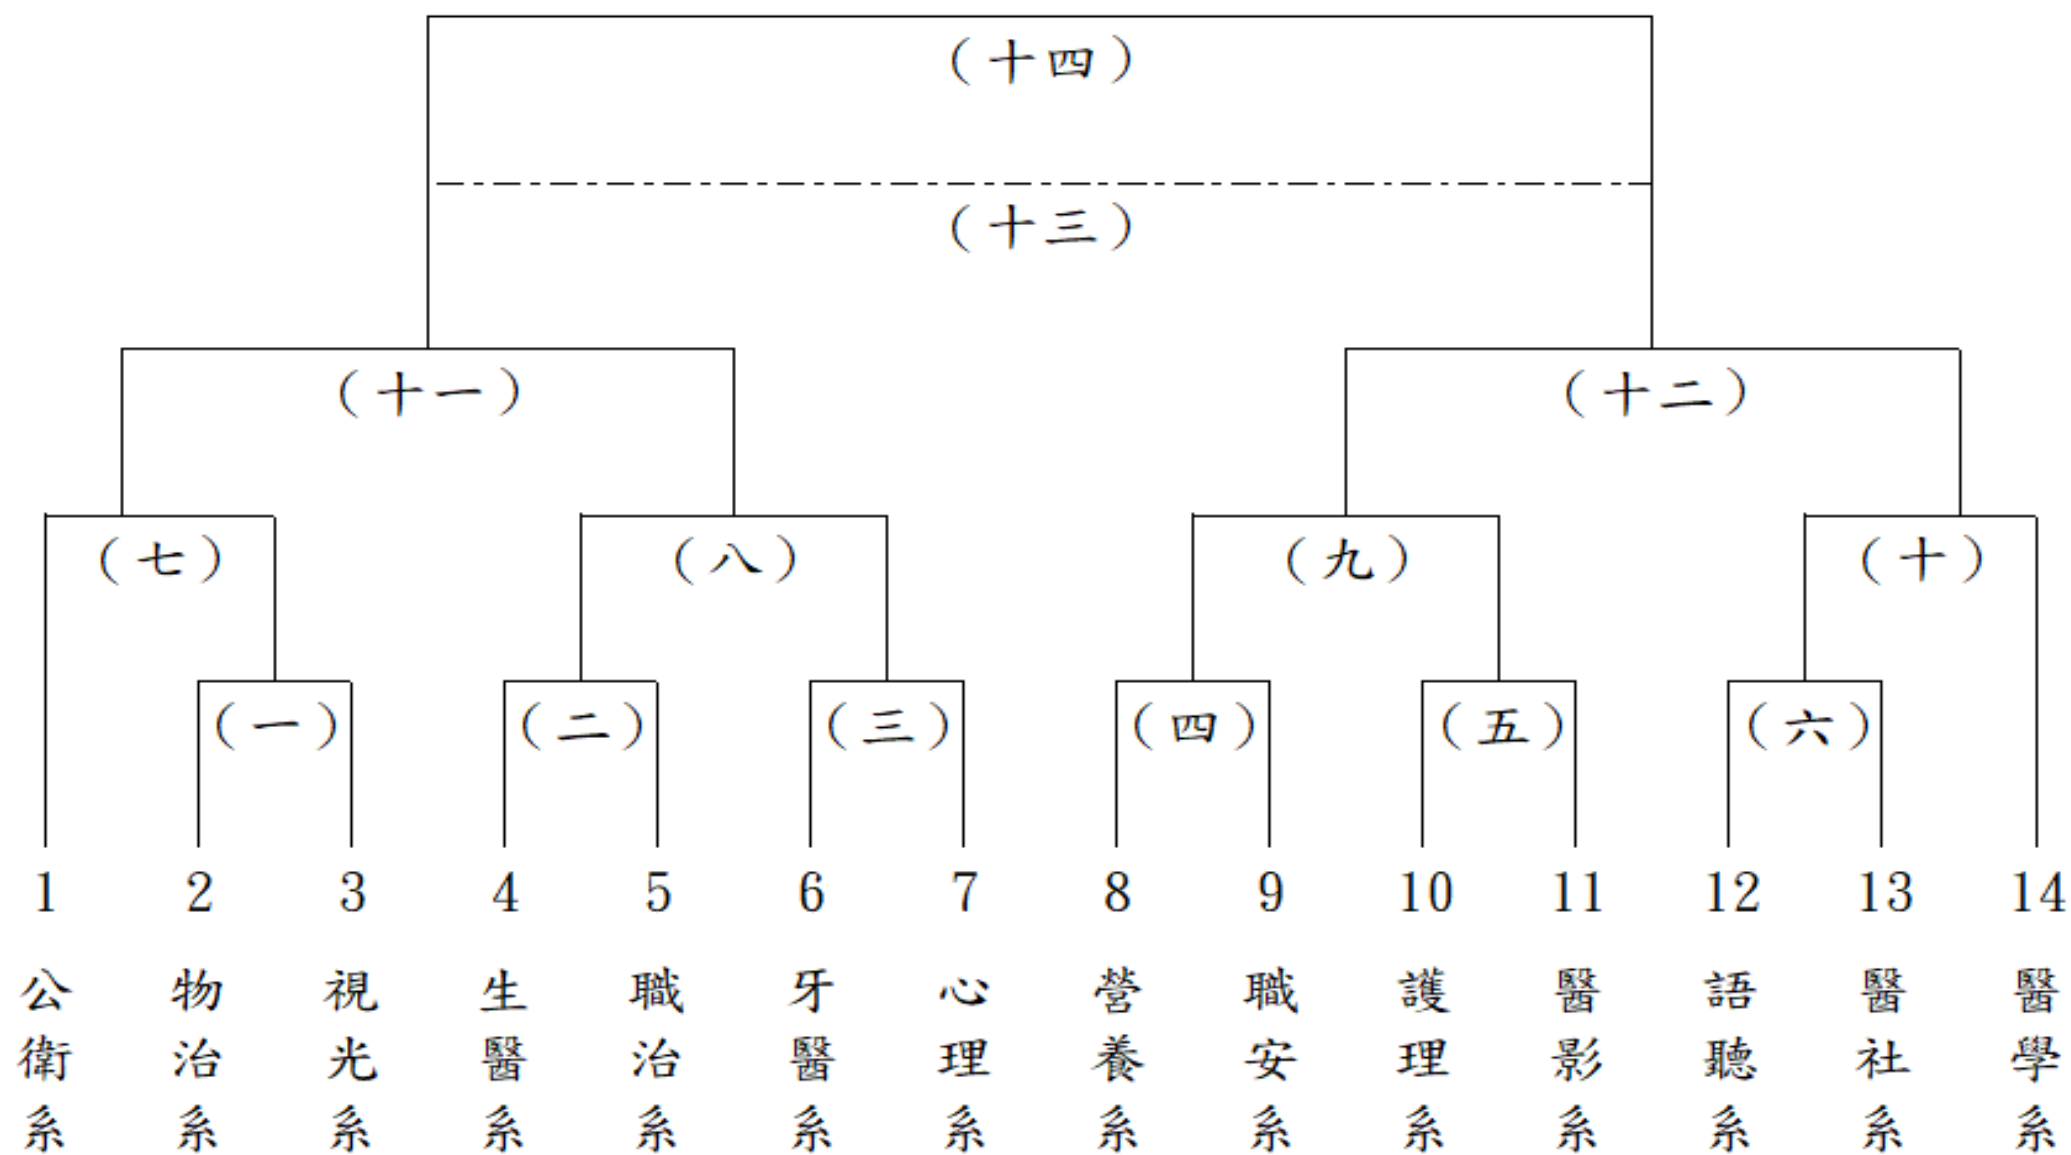 （十四）
（十三）
（十一）
（十二）
（七）
（八）
（九）
（十）
（一）
（二）
（三）
（四）
（五）
（六）
1
2
3
4
5
6
7
8
9
10
11
12
13
14
公衛系
物治系
視光系
生醫系
職治系
牙醫系
心理系
營養系
職安系
護理系
醫影系
語聽系
醫社系
醫學系